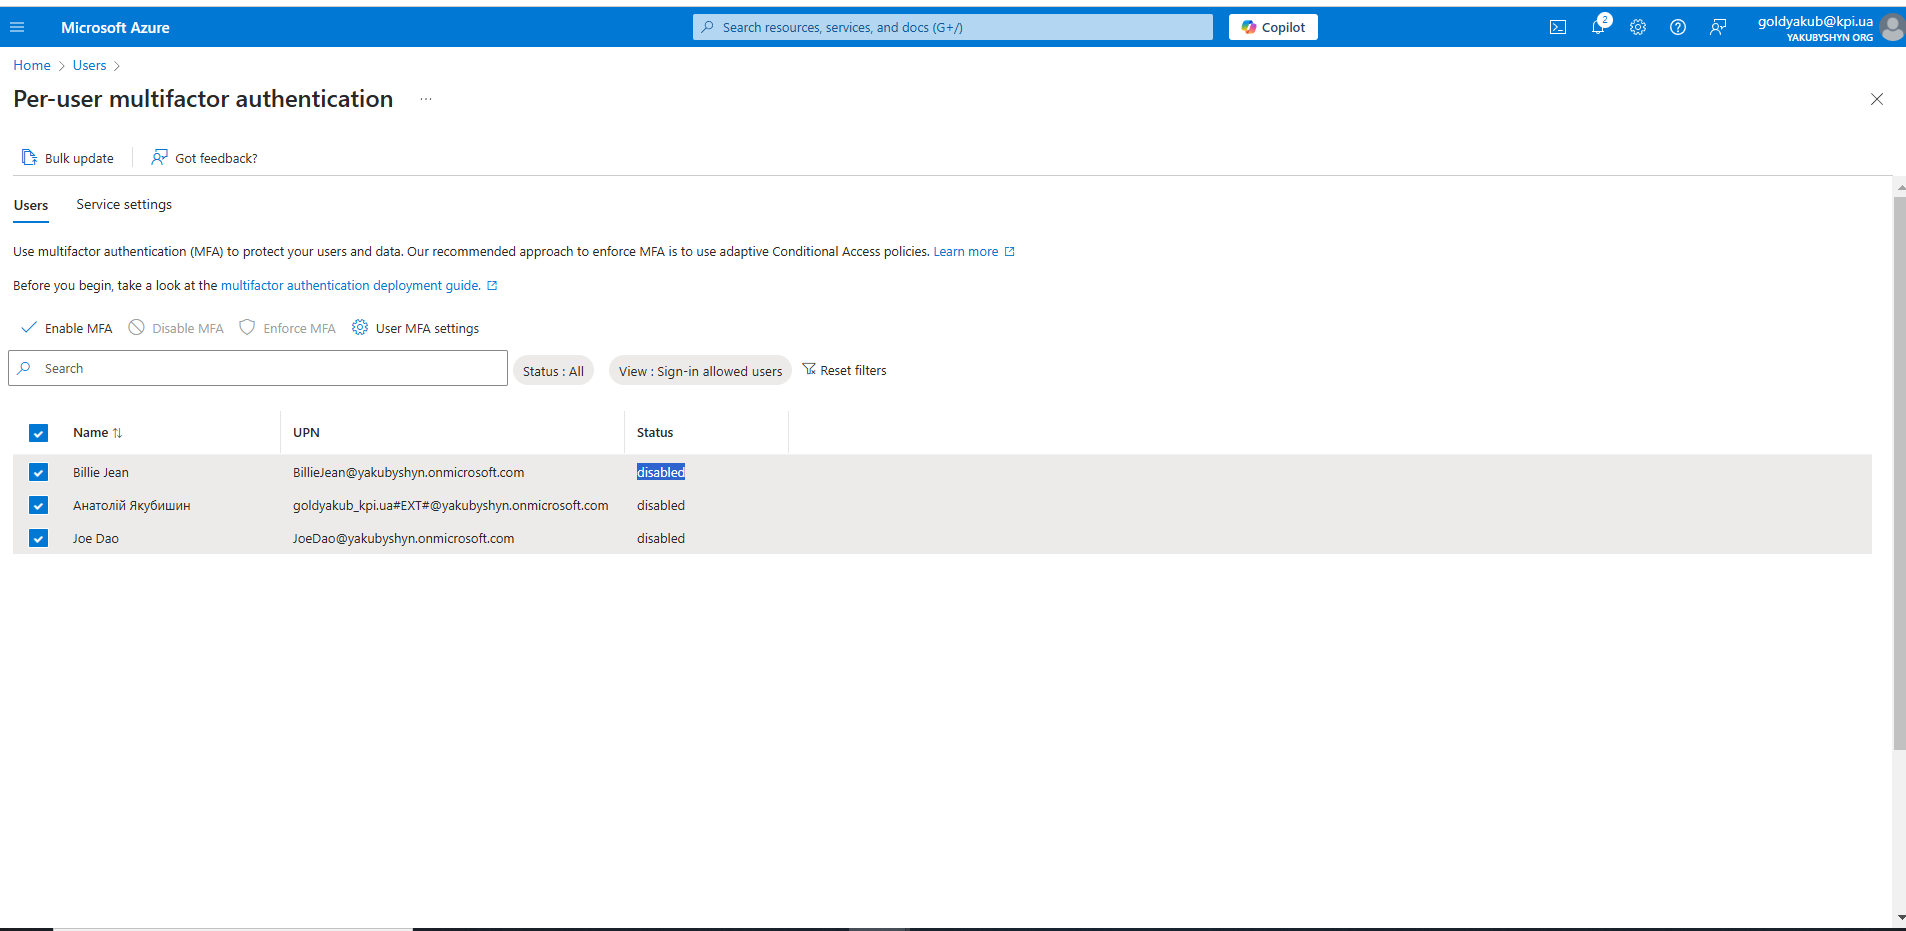 Microsoft Azure
Search resources, services, and docs (G+/)
Copilot
2
goldyakub@kpi.ua
YAKUBYSHYN ORG
Home > Users >
Per-user multifactor authentication ...
Bulk update
Got feedback?
Users
Service settings
Use multifactor authentication (MFA) to protect your users and data. Our recommended approach to enforce MFA is to use adaptive Conditional Access policies. Learn more
Before you begin, take a look at the multifactor authentication deployment guide.
Enable MFA
Disable MFA
Enforce MFA
User MFA settings
Search
Status : All
View : Sign-in allowed users
Reset filters
Name UPN Status
Billie Jean BillieJean@yakubyshyn.onmicrosoft.com disabled
Анатолій Якубишин goldyakub_kpi.ua#EXT#@yakubyshyn.onmicrosoft.com disabled
Joe Dao JoeDao@yakubyshyn.onmicrosoft.com disabled